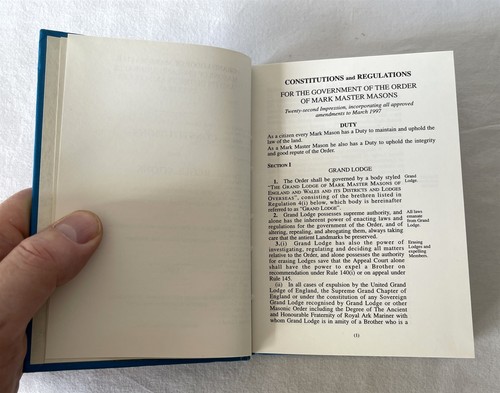 CONSTITUTIONS and REGULATIONS
FOR THE GOVERNMENT OF THE ORDER
OF MARK MASTER MASONS
Twenty-second Impression, incorporating all approved
amendments to March 1997
DUTY
As a citizen every Mark Mason has a Duty to maintain and uphold the
law of the land.
As a Mark Master Mason he also has a Duty to uphold the integrity
and good repute of the Order.
SECTION I
GRAND LODGE
1. The Order shall be governed by a body styled
"THE GRAND LODGE OF MARK MASTER MASONS OF
ENGLAND AND WALES AND ITS DISTRICTS AND LODGES
OVERSEAS", consisting of the brethren listed in
Regulation 4(i) below, which body is hereinafter
referred to as "GRAND LODGE".
Grand
Lodge.
2. Grand Lodge possesses supreme authority, and
alone has the inherent power of enacting laws and
regulations for the government of the Order, and of
altering, repealing, and abrogating them, always taking
care that the antient Landmarks be preserved.
All laws
emanate
from Grand
Lodge.
3.(i) Grand Lodge has also the power of
investigating, regulating and deciding all matters
relative to the Order, and alone possesses the authority
for erasing Lodges save that the Appeal Court alone
shall have the power to expel a Brother on
recommendation under Rule 140(i) or on appeal under
Rule 145.
Erasing
Lodges and
expelling
Members.
(ii) In all cases of expulsion by the United Grand
Lodge of England, the Supreme Grand Chapter of
England or under the constitution of any Sovereign
Grand Lodge recognised by Grand Lodge or other
Masonic Order including the Degree of The Ancient
and Honourable Fraternity of Royal Ark Mariner with
whom Grand Lodge is in amity of a Brother who is a
(1)